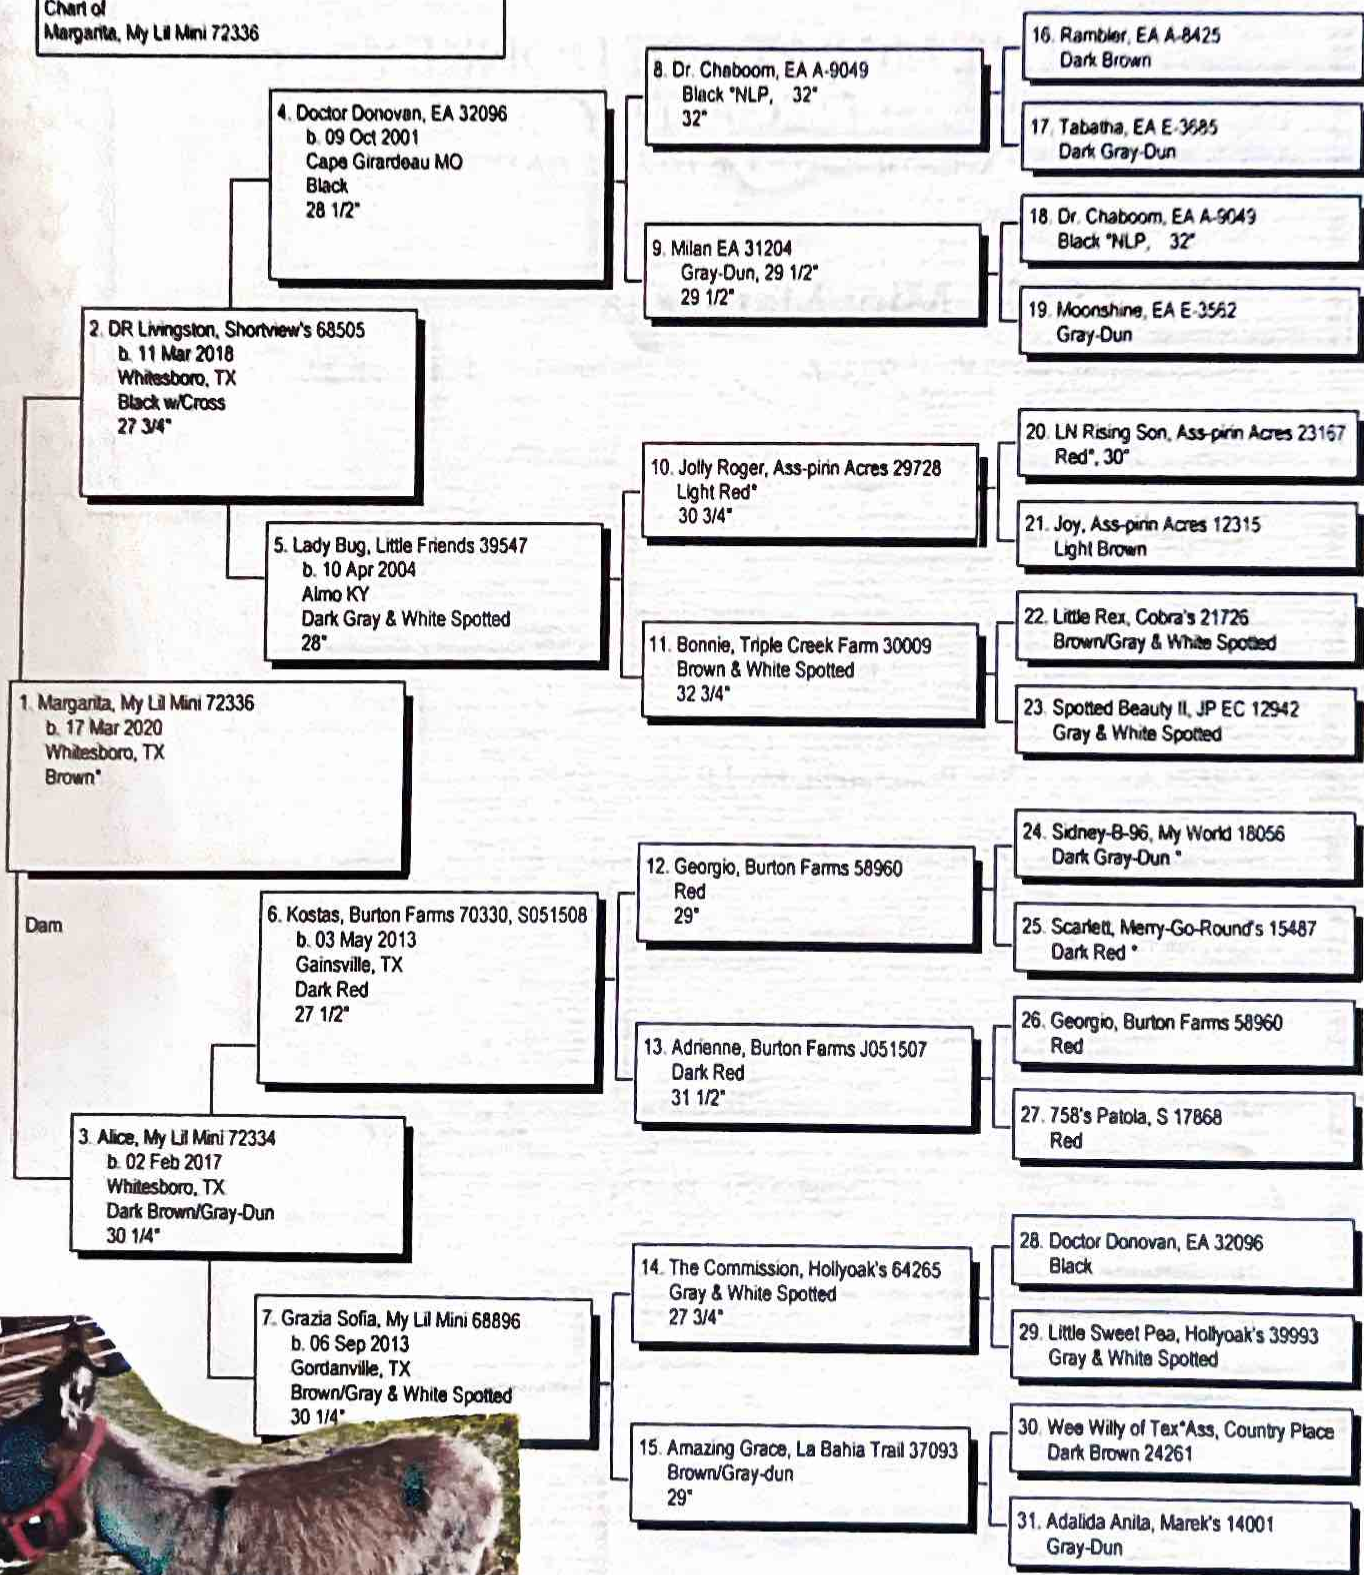 Chart of
Margarita, My Lil Mini 72336
1. Margarita, My Lil Mini 72336
b. 17 Mar 2020
Whitesboro, TX
Brown*
Dam
2. DR Livingston, Shortview's 68505
b. 11 Mar 2018
Whitesboro, TX
Black w/Cross
27 3/4"
3. Alice, My Lil Mini 72334
b. 02 Feb 2017
Whitesboro, TX
Dark Brown/Gray-Dun
30 1/4"
4. Doctor Donovan, EA 32096
b. 09 Oct 2001
Cape Girardeau MO
Black
28 1/2"
5. Lady Bug, Little Friends 39547
b. 10 Apr 2004
Almo KY
Dark Gray & White Spotted
28"
6. Kostas, Burton Farms 70330, S051508
b. 03 May 2013
Gainsville, TX
Dark Red
27 1/2"
7. Grazia Sofia, My Lil Mini 68896
b. 06 Sep 2013
Gordanville, TX
Brown/Gray & White Spotted
30 1/4"
8. Dr. Chaboom, EA A-9049
Black *NLP, 32"
32"
9. Milan EA 31204
Gray-Dun, 29 1/2"
29 1/2"
10. Jolly Roger, Ass-pirin Acres 29728
Light Red*
30 3/4"
11. Bonnie, Triple Creek Farm 30009
Brown & White Spotted
32 3/4"
12. Georgio, Burton Farms 58960
Red
29"
13. Adrienne, Burton Farms J051507
Dark Red
31 1/2"
14. The Commission, Hollyoak's 64265
Gray & White Spotted
27 3/4"
15. Amazing Grace, La Bahia Trail 37093
Brown/Gray-dun
29"
16. Rambler, EA A-8425
Dark Brown
17. Tabatha, EA E-3685
Dark Gray-Dun
18. Dr. Chaboom, EA A-9049
Black *NLP, 32"
19. Moonshine, EA E-3562
Gray-Dun
20. LN Rising Son, Ass-pirin Acres 23167
Red*, 30"
21. Joy, Ass-pirin Acres 12315
Light Brown
22. Little Rex, Cobra's 21726
Brown/Gray & White Spotted
23. Spotted Beauty II, JP EC 12942
Gray & White Spotted
24. Sidney-B-96, My World 18056
Dark Gray-Dun *
25. Scarlett, Merry-Go-Round's 15487
Dark Red *
26. Georgio, Burton Farms 58960
Red
27. 758's Patola, S 17868
Red
28. Doctor Donovan, EA 32096
Black
29. Little Sweet Pea, Hollyoak's 39993
Gray & White Spotted
30. Wee Willy of Tex*Ass, Country Place
Dark Brown 24261
31. Adalida Anita, Marek's 14001
Gray-Dun